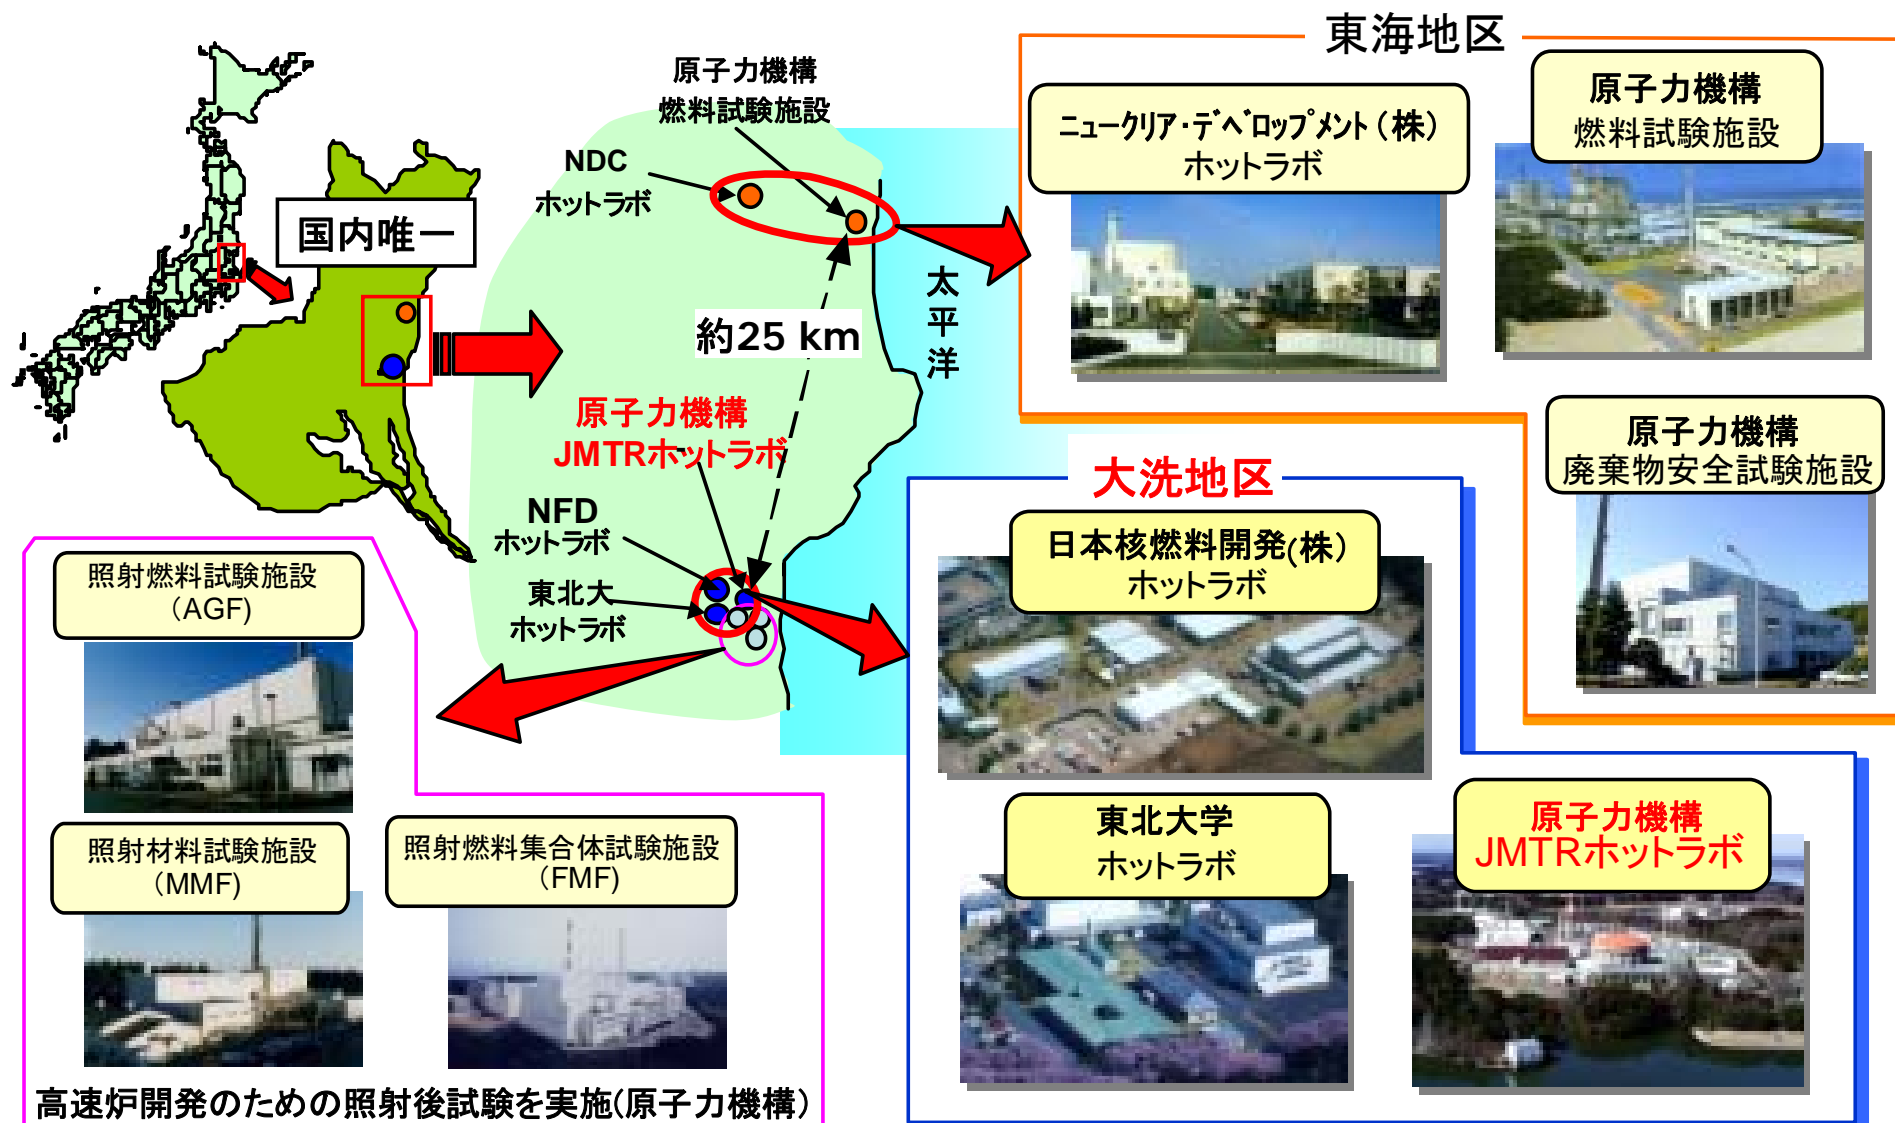 東海地区
原子力機構
燃料試験施設
NDC
ホットラボ
国内唯一
約25 km
太
平
洋
原子力機構
JMTRホットラボ
NFD
ホットラボ
東北大
ホットラボ
ニュークリア・デベロップメント(株)
ホットラボ
原子力機構
燃料試験施設
原子力機構
廃棄物安全試験施設
大洗地区
日本核燃料開発(株)
ホットラボ
東北大学
ホットラボ
原子力機構
JMTRホットラボ
照射燃料試験施設
(AGF)
照射材料試験施設
(MMF)
照射燃料集合体試験施設
(FMF)
高速炉開発のための照射後試験を実施(原子力機構)